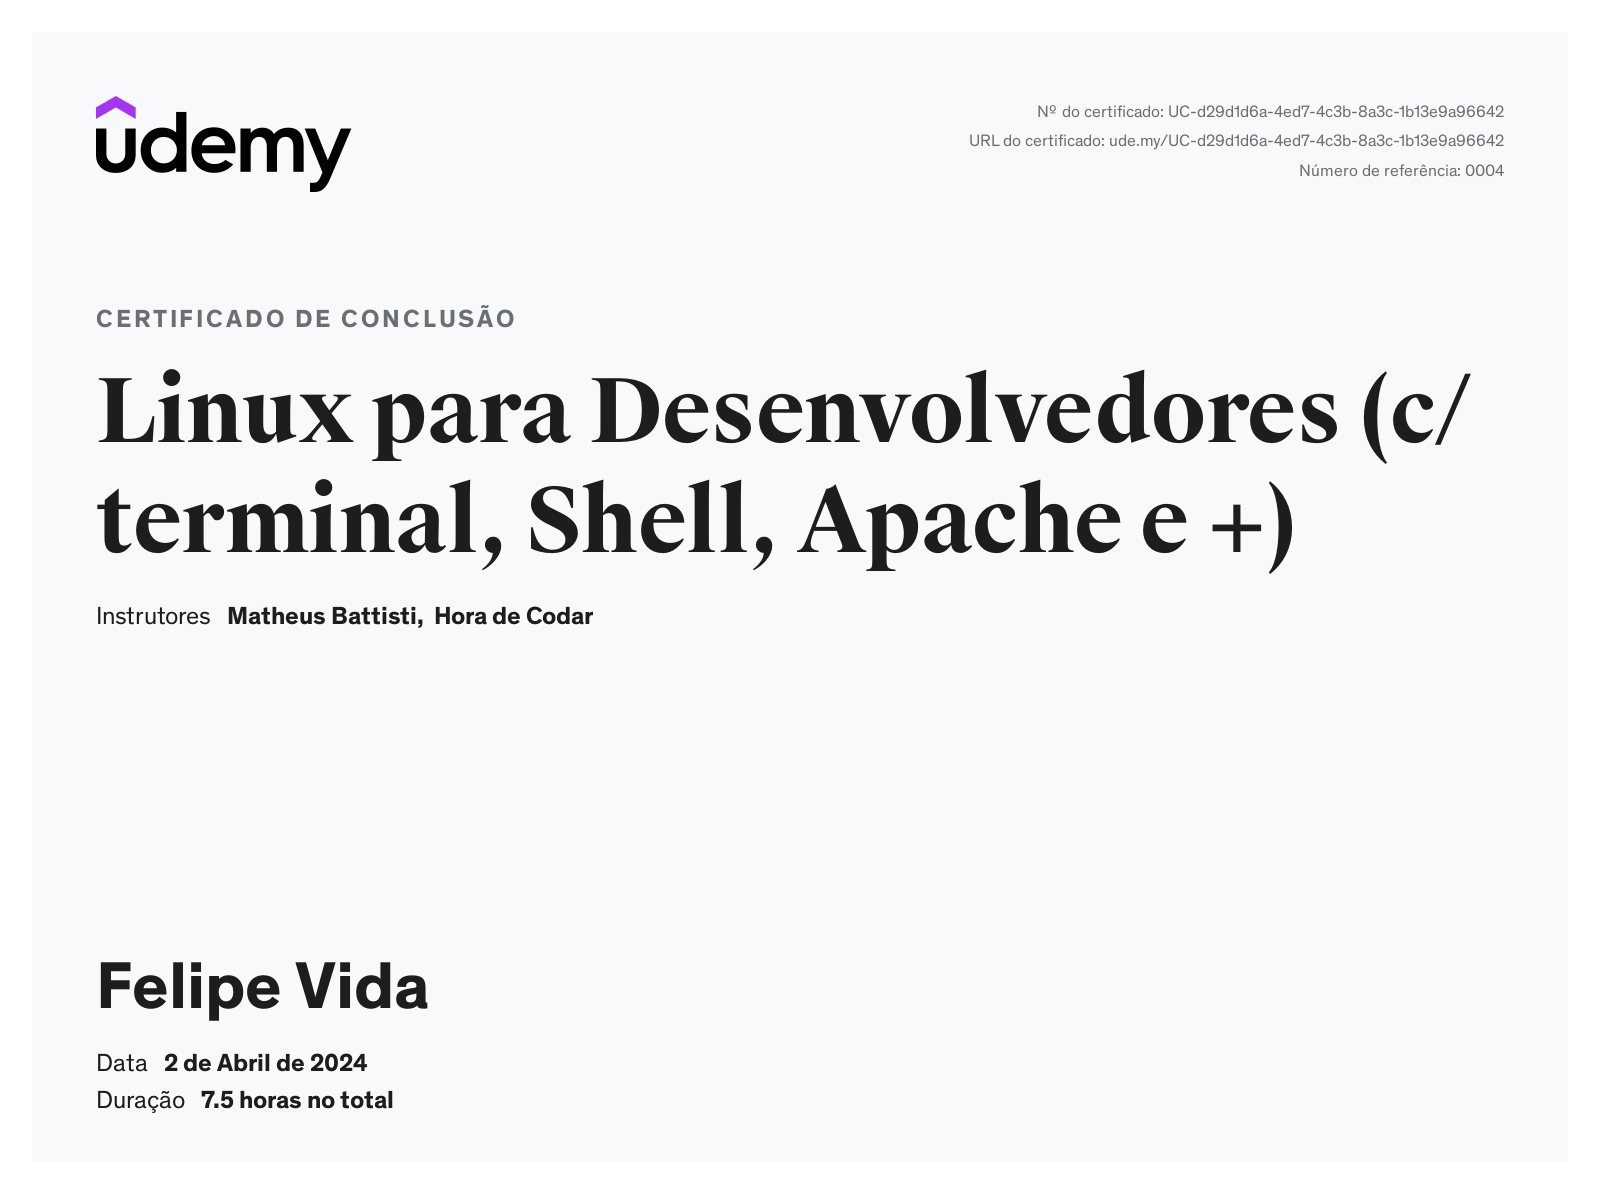 udemy
Nº do certificado: UC-d29d1d6a-4ed7-4c3b-8a3c-1b13e9a96642
URL do certificado: ude.my/UC-d29d1d6a-4ed7-4c3b-8a3c-1b13e9a96642
Número de referência: 0004
CERTIFICADO DE CONCLUSÃO
Linux para Desenvolvedores (c/
terminal, Shell, Apache e +)
Instrutores Matheus Battisti, Hora de Codar
Felipe Vida
Data 2 de Abril de 2024
Duração 7.5 horas no total